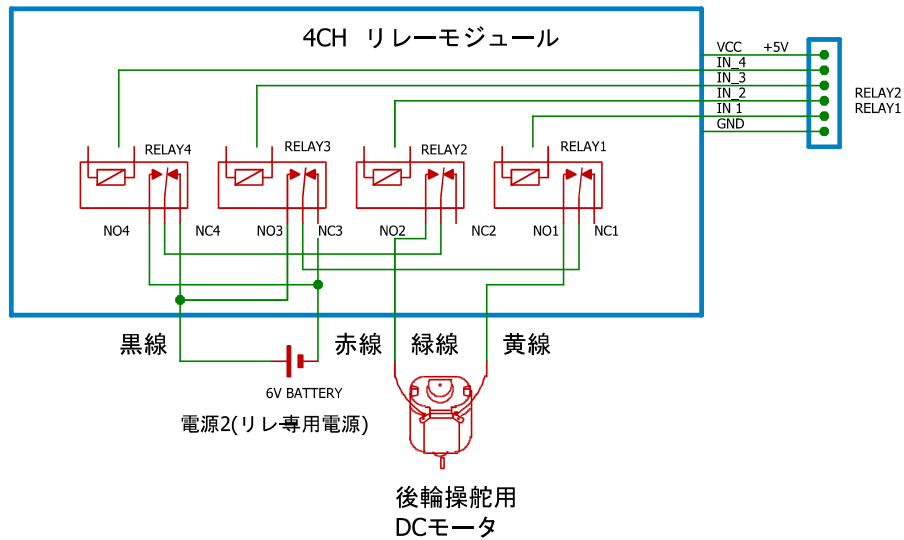 4CH リレーモジュール
VCC +5V
IN_4
IN_3
IN_2
IN 1
GND
RELAY2
RELAY1
RELAY4
RELAY3
RELAY2
RELAY1
NO4
NC4
NO3
NC3
NO2
NC2
NO1
NC1
黒線
赤線
緑線
黄線
6V BATTERY
電源2(リレー専用電源)
後輪操舵用
DCモータ